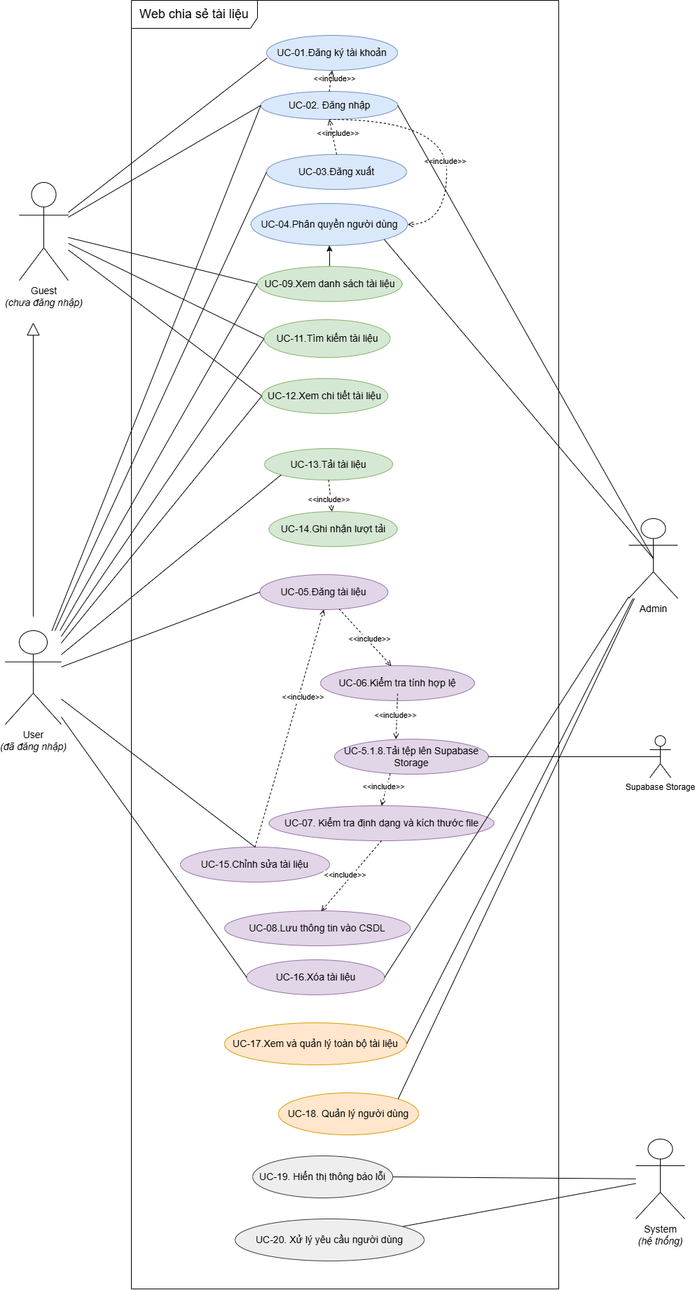 Web chia sẻ tài liệu
UC-01.Đăng ký tài khoản
<<include>>
UC-02. Đăng nhập
<<include>>
<<include>>
UC-03.Đăng xuất
UC-04.Phân quyền người dùng
Guest
(chưa đăng nhập)
UC-09.Xem danh sách tài liệu
UC-11.Tìm kiếm tài liệu
UC-12.Xem chi tiết tài liệu
UC-13.Tải tài liệu
<<include>>
UC-14.Ghi nhận lượt tải
UC-05.Đăng tài liệu
Admin
<<include>>
UC-06.Kiểm tra tính hợp lệ
<<include>>
<<include>>
User
(đã đăng nhập)
UC-5.1.8.Tải tệp lên Supabase
Storage
Supabase Storage
<<include>>
UC-07. Kiểm tra định dạng và kích thước file
UC-15.Chỉnh sửa tài liệu
<<include>>
UC-08.Lưu thông tin vào CSDL
UC-16.Xóa tài liệu
UC-17.Xem và quản lý toàn bộ tài liệu
UC-18. Quản lý người dùng
UC-19. Hiển thị thông báo lỗi
System
(hệ thống)
UC-20. Xử lý yêu cầu người dùng